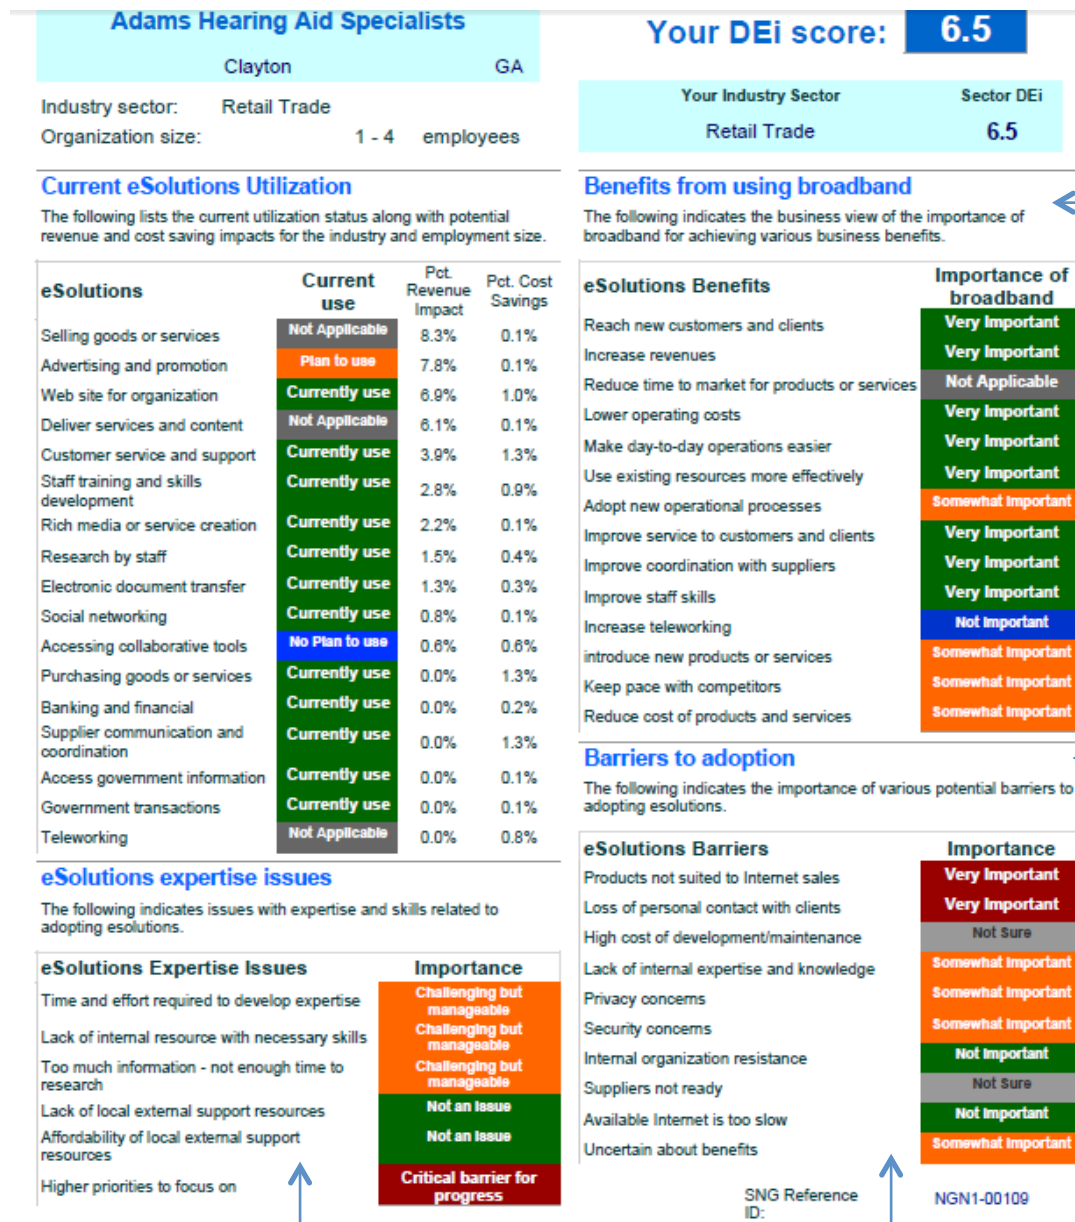 Adams Hearing Aid Specialists
Clayton GA
Industry sector: Retail Trade
Organization size: 1 - 4 employees
Your DEi score: 6.5
Your Industry Sector Sector DEi
Retail Trade 6.5
Current eSolutions Utilization
The following lists the current utilization status along with potential
revenue and cost saving impacts for the industry and employment size.
eSolutions Current use Pct. Revenue Impact Pct. Cost Savings
Selling goods or services Not Applicable 8.3% 0.1%
Advertising and promotion Plan to use 7.8% 0.1%
Web site for organization Currently use 6.9% 1.0%
Deliver services and content Not Applicable 6.1% 0.1%
Customer service and support Currently use 3.9% 1.3%
Staff training and skills development Currently use 2.8% 0.9%
Rich media or service creation Currently use 2.2% 0.1%
Research by staff Currently use 1.5% 0.4%
Electronic document transfer Currently use 1.3% 0.3%
Social networking Currently use 0.8% 0.1%
Accessing collaborative tools No Plan to use 0.6% 0.6%
Purchasing goods or services Currently use 0.0% 1.3%
Banking and financial Currently use 0.0% 0.2%
Supplier communication and coordination Currently use 0.0% 1.3%
Access government information Currently use 0.0% 0.1%
Government transactions Currently use 0.0% 0.1%
Teleworking Not Applicable 0.0% 0.8%
eSolutions expertise issues
The following indicates issues with expertise and skills related to
adopting esolutions.
eSolutions Expertise Issues Importance
Time and effort required to develop expertise Challenging but manageable
Lack of internal resource with necessary skills Challenging but manageable
Too much information - not enough time to research Challenging but manageable
Lack of local external support resources Not an Issue
Affordability of local external support resources Not an Issue
Higher priorities to focus on Critical barrier for progress
Benefits from using broadband
The following indicates the business view of the importance of
broadband for achieving various business benefits.
eSolutions Benefits Importance of broadband
Reach new customers and clients Very Important
Increase revenues Very Important
Reduce time to market for products or services Not Applicable
Lower operating costs Very Important
Make day-to-day operations easier Very Important
Use existing resources more effectively Very Important
Adopt new operational processes Somewhat Important
Improve service to customers and clients Very Important
Improve coordination with suppliers Very Important
Improve staff skills Very Important
Increase teleworking Not Important
introduce new products or services Somewhat Important
Keep pace with competitors Somewhat Important
Reduce cost of products and services Somewhat Important
Barriers to adoption
The following indicates the importance of various potential barriers to
adopting esolutions.
eSolutions Barriers Importance
Products not suited to Internet sales Very Important
Loss of personal contact with clients Very Important
High cost of development/maintenance Not Sure
Lack of internal expertise and knowledge Somewhat Important
Privacy concerns Somewhat Important
Security concerns Somewhat Important
Internal organization resistance Not Important
Suppliers not ready Not Sure
Available Internet is too slow Not Important
Uncertain about benefits Somewhat Important
SNG Reference ID: NGN1-00109